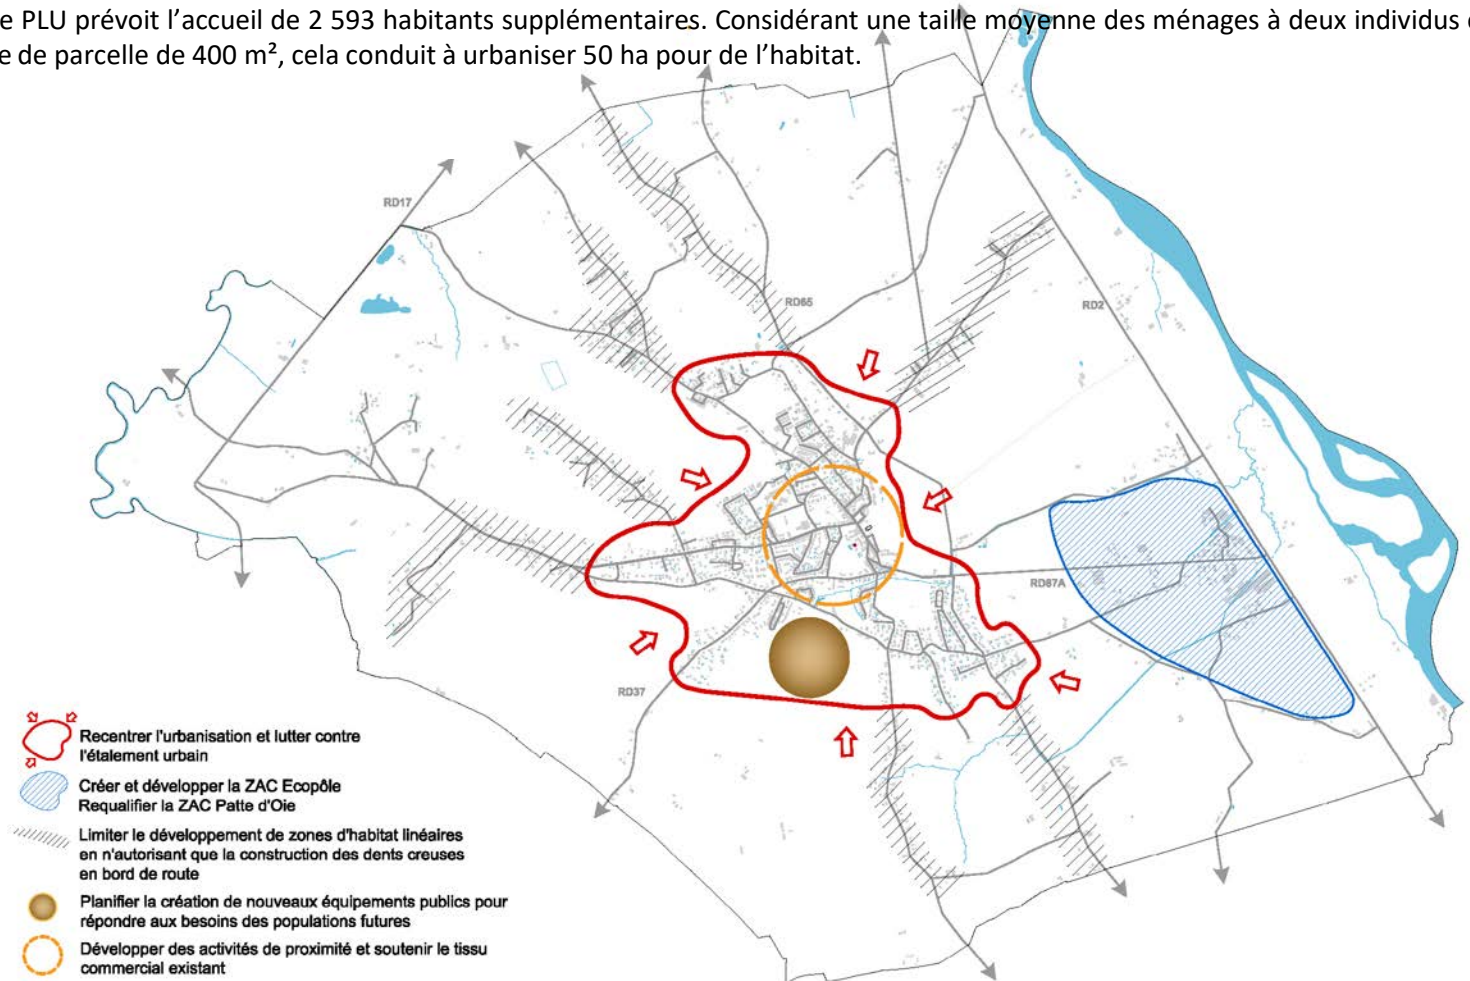 e PLU prévoit l’accueil de 2 593 habitants supplémentaires. Considérant une taille moyenne des ménages à deux individus
e de parcelle de 400 m², cela conduit à urbaniser 50 ha pour de l’habitat.
RD17
RD65
RD2
RD87A
RD37
Recentrer l'urbanisation et lutter contre
l'étalement urbain
Créer et développer la ZAC Ecopôle
Requalifier la ZAC Patte d'Oie
Limiter le développement de zones d'habitat linéaires
en n'autorisant que la construction des dents creuses
en bord de route
Planifier la création de nouveaux équipements publics pour
répondre aux besoins des populations futures
Développer des activités de proximité et soutenir le tissu
commercial existant